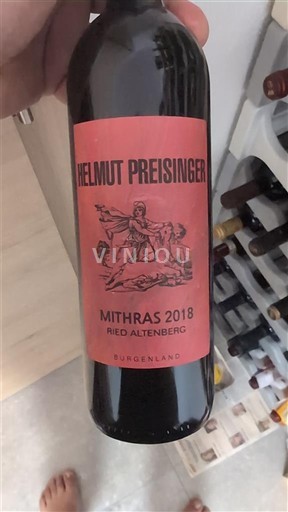 HELMUT PREISINGER
VINIOU
MITHRAS 2018
RIED ALTENBERG
BURGENLAND